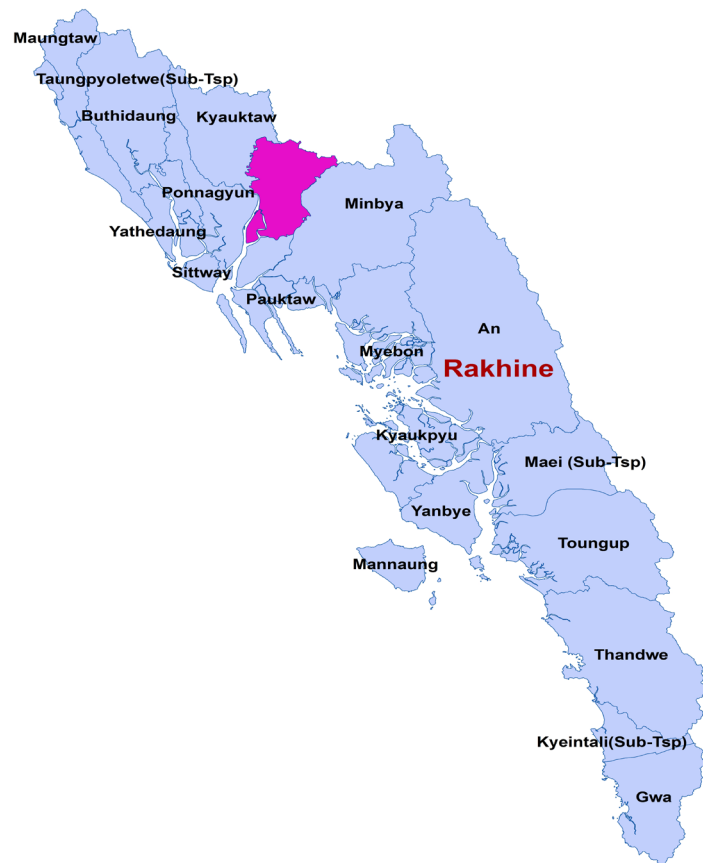 Maungtaw
Taungpyoletwe(Sub-Tsp)
Buthidaung
Kyauktaw
Ponnagyun
Minbya
Yathedaung
Sittway
Pauktaw
An
Myebon
Rakhine
Kyaukpyu
Maei (Sub-Tsp)
Yanbye
Toungup
Mannaung
Thandwe
Kyeintali(Sub-Tsp)
Gwa